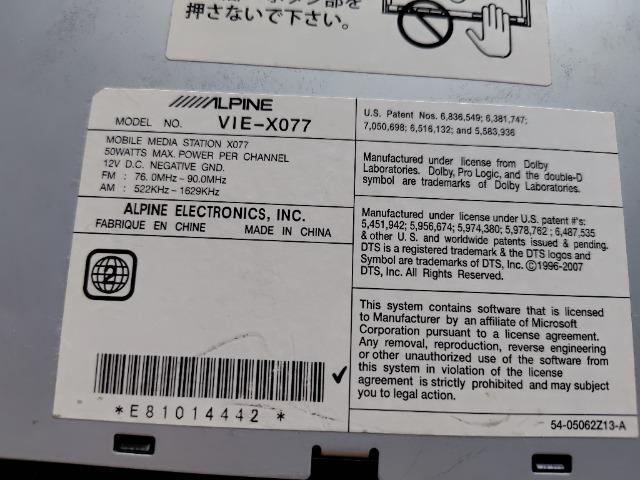 押さないで下さい。
ALPINE
MODEL NO. VIE-X077
MOBILE MEDIA STATION X077
50WATTS MAX. POWER PER CHANNEL
12V D.C. NEGATIVE GND.
FM : 76.0MHz-90.0MHz
AM : 522KHz-1629KHz
ALPINE ELECTRONICS, INC.
FABRIQUE EN CHINE MADE IN CHINA
2
*E81014442*
U.S. Patent Nos. 6,836,549; 6,381,747;
7,050,698; 6,516,132; and 5,583,936
Manufactured under license from Dolby
Laboratories. Dolby, Pro Logic, and the double-D
symbol are trademarks of Dolby Laboratories.
Manufactured under license under U.S. patent #'s:
5,451,942; 5,956,674; 5,974,380; 5,978,762; 6,487,535
& other U.S. and worldwide patents issued & pending.
DTS is a registered trademark & the DTS logos and
Symbol are trademarks of DTS, Inc. ©1996-2007
DTS, Inc. All Rights Reserved.
This system contains software that is licensed
to Manufacturer by an affiliate of Microsoft
Corporation pursuant to a license agreement.
Any removal, reproduction, reverse engineering
or other unauthorized use of the software from
this system in violation of the license
agreement is strictly prohibited and may subject
you to legal action.
54-05062Z13-A